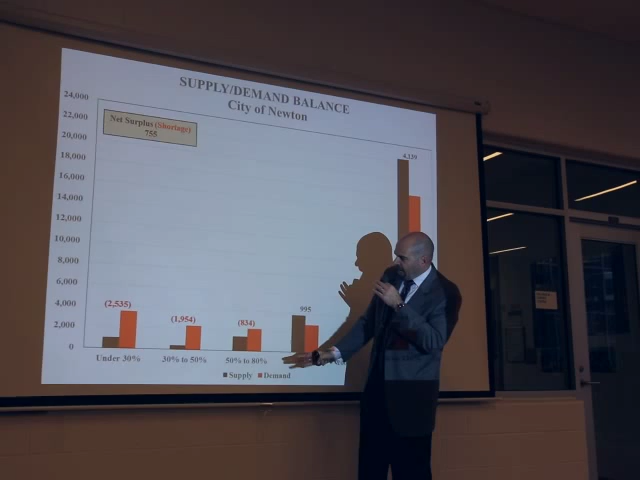 SUPPLY/DEMAND BALANCE
City of Newton
24,000
22,000
20,000
18,000
16,000
14,000
12,000
10,000
8,000
6,000
4,000
2,000
0
Net Surplus (Shortage)
755
(2,535)
(1,954)
(834)
995
Under 30%
30% to 50%
50% to 80%
Supply
Demand